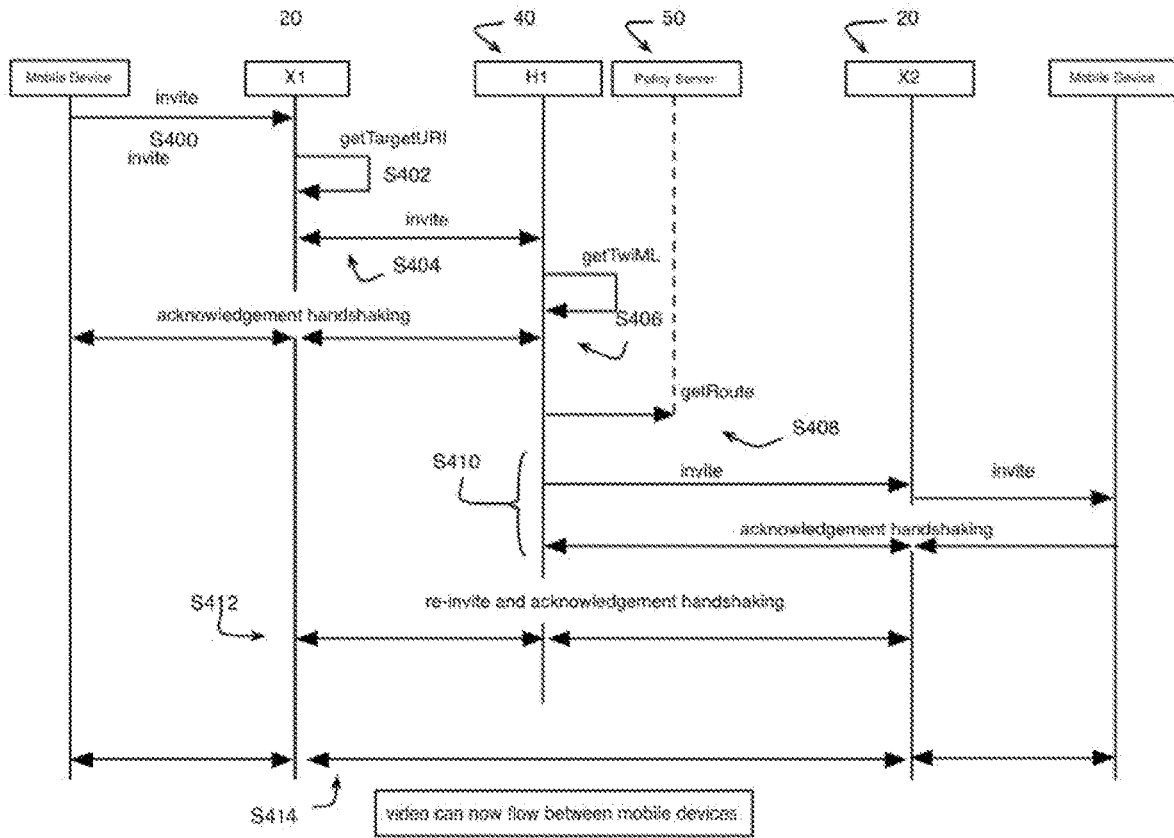 20
40
50
20
Mobile Device
X1
H1
Policy Server
X2
Mobile Device
invite
S400
invite
getTargetURI
S402
invite
S404
getTwiML
S406
acknowledgement handshaking
getRoute
S408
S410
invite
invite
acknowledgement handshaking
S412
re-invite and acknowledgement handshaking
S414
video can now flow between mobile devices